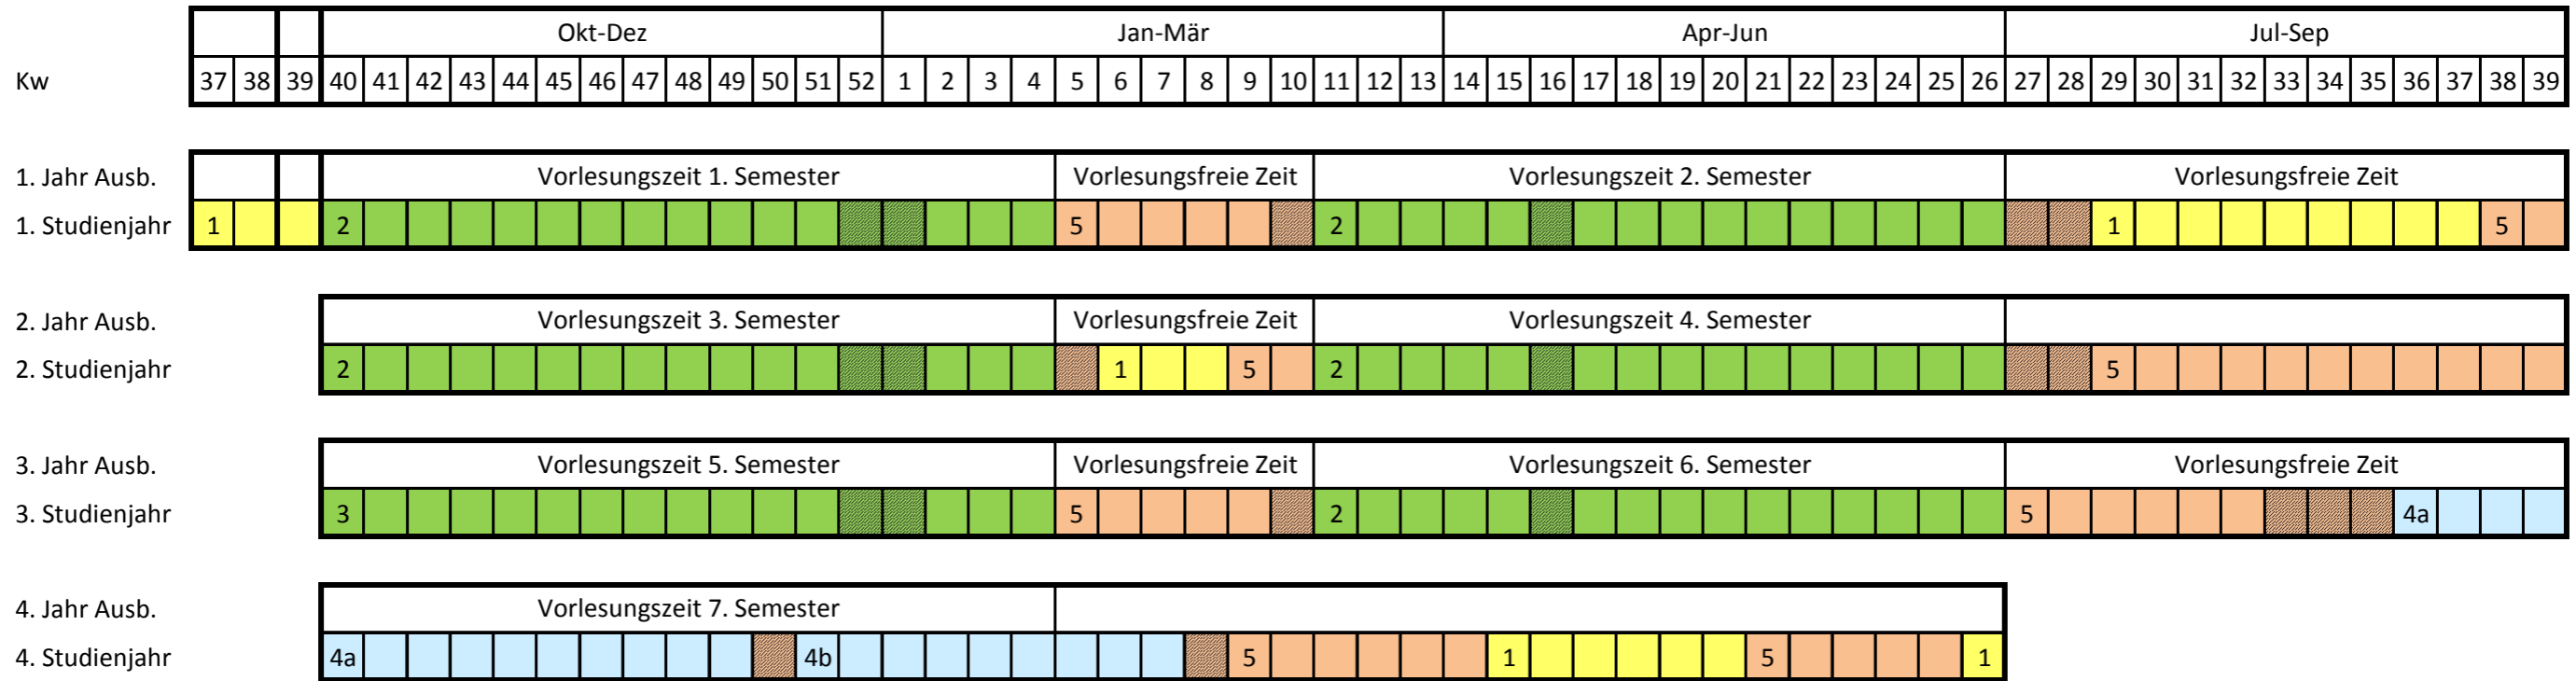 Okt-Dez Jan-Mär Apr-Jun Jul-Sep
Kw 37 38 39 40 41 42 43 44 45 46 47 48 49 50 51 52 1 2 3 4 5 6 7 8 9 10 11 12 13 14 15 16 17 18 19 20 21 22 23 24 25 26 27 28 29 30 31 32 33 34 35 36 37 38 39
1. Jahr Ausb. Vorlesungszeit 1. Semester Vorlesungsfreie Zeit Vorlesungszeit 2. Semester Vorlesungsfreie Zeit
1. Studienjahr 1 2 5 2 1 5
2. Jahr Ausb. Vorlesungszeit 3. Semester Vorlesungsfreie Zeit Vorlesungszeit 4. Semester
2. Studienjahr 2 1 5 2 5
3. Jahr Ausb. Vorlesungszeit 5. Semester Vorlesungsfreie Zeit Vorlesungszeit 6. Semester Vorlesungsfreie Zeit
3. Studienjahr 3 5 2 5 4a
4. Jahr Ausb. Vorlesungszeit 7. Semester
4. Studienjahr 4a 4b 5 1 5 1